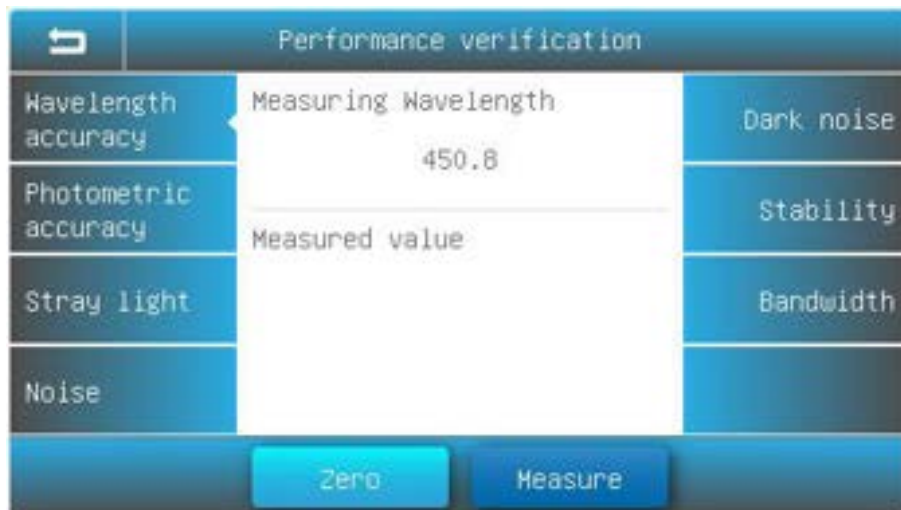 Performance verification
Wavelength
accuracy
Photometric
accuracy
Stray light
Noise
Measuring Wavelength
450.8
Measured value
Dark noise
Stability
Bandwidth
Zero
Measure